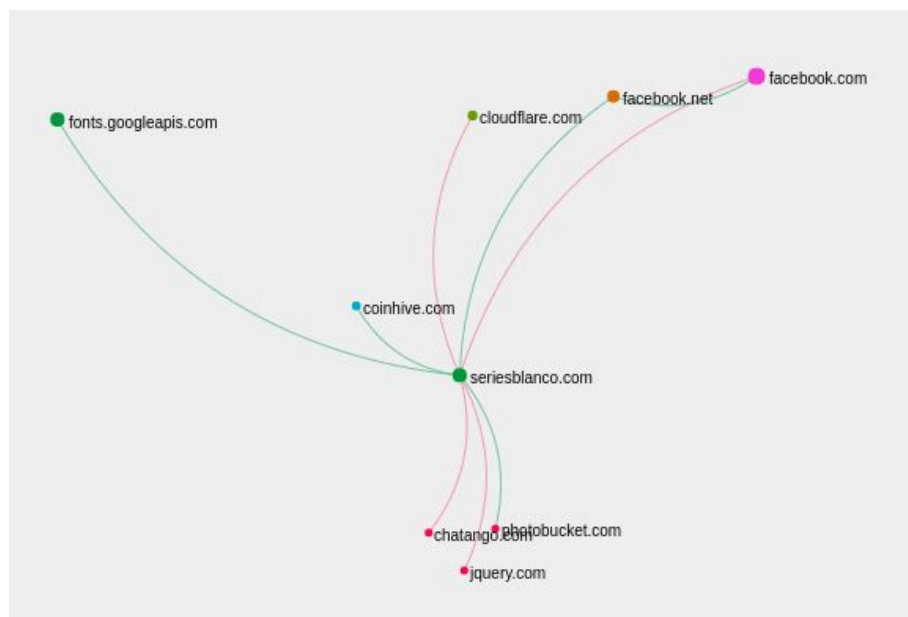 facebook.com
facebook.net
cloudflare.com
fonts.googleapis.com
coinhive.com
seriesblanco.com
photobucket.com
chatango.com
jquery.com